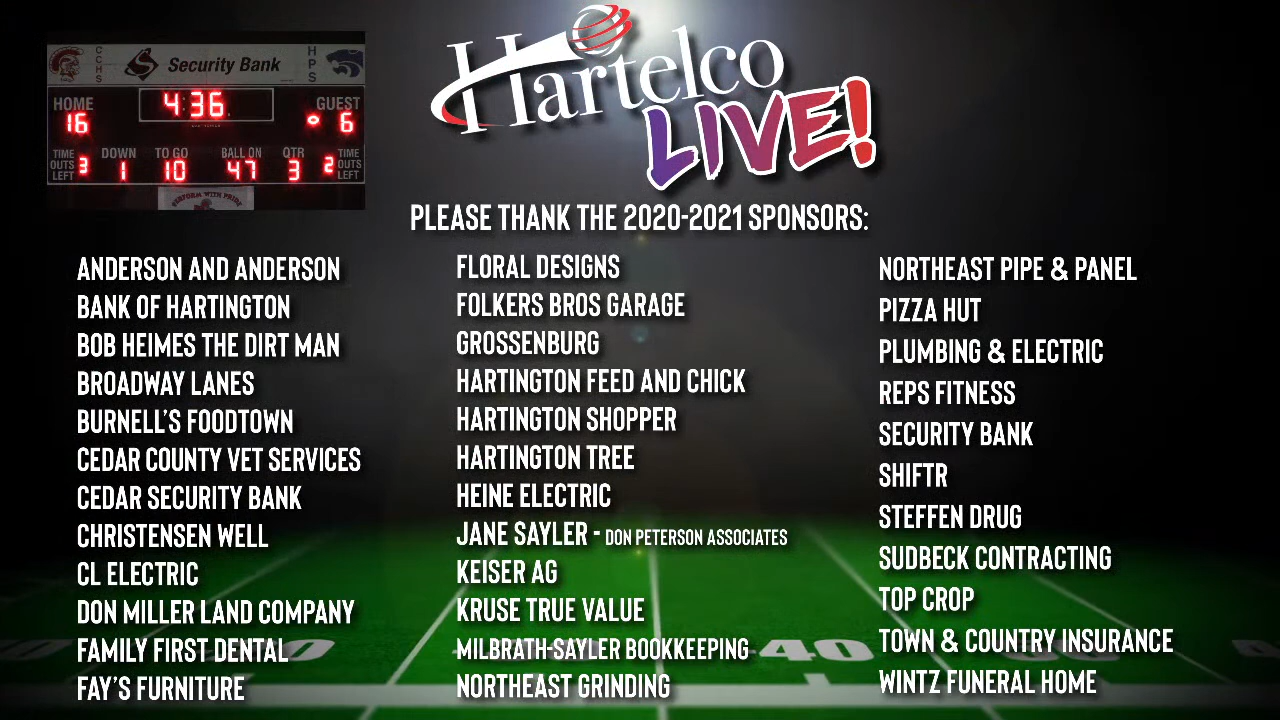 CCHS
Security Bank
HPS
HOME
4:36
GUEST
16
6
TIME OUTS LEFT 3
DOWN
TO GO
BALL ON
QTR
2 TIME OUTS LEFT
1
10
47
3
PERFORM WITH PRIDE
Hartelco
LIVE!
PLEASE THANK THE 2020-2021 SPONSORS:
ANDERSON AND ANDERSON
BANK OF HARTINGTON
BOB HEIMES THE DIRT MAN
BROADWAY LANES
BURNELL'S FOODTOWN
CEDAR COUNTY VET SERVICES
CEDAR SECURITY BANK
CHRISTENSEN WELL
CL ELECTRIC
DON MILLER LAND COMPANY
FAMILY FIRST DENTAL
FAY'S FURNITURE
FLORAL DESIGNS
FOLKERS BROS GARAGE
GROSSENBURG
HARTINGTON FEED AND CHICK
HARTINGTON SHOPPER
HARTINGTON TREE
HEINE ELECTRIC
JANE SAYLER - DON PETERSON ASSOCIATES
KEISER AG
KRUSE TRUE VALUE
MILBRATH-SAYLER BOOKKEEPING
NORTHEAST GRINDING
NORTHEAST PIPE & PANEL
PIZZA HUT
PLUMBING & ELECTRIC
REPS FITNESS
SECURITY BANK
SHIFTR
STEFFEN DRUG
SUDBECK CONTRACTING
TOP CROP
TOWN & COUNTRY INSURANCE
WINTZ FUNERAL HOME
40